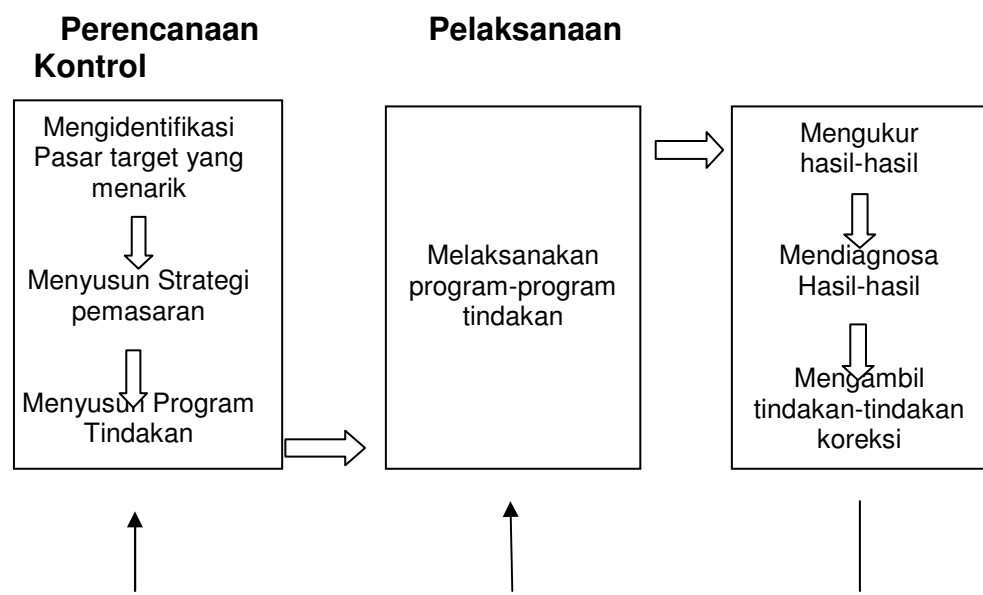 Perencanaan Pelaksanaan
Kontrol
Mengidentifikasi
Pasar target yang
menarik
Menyusun Strategi
pemasaran
Menyusun Program
Tindakan
Melaksanakan
program-program
tindakan
Mengukur
hasil-hasil
Mendiagnosa
Hasil-hasil
Mengambil
tindakan-tindakan
koreksi